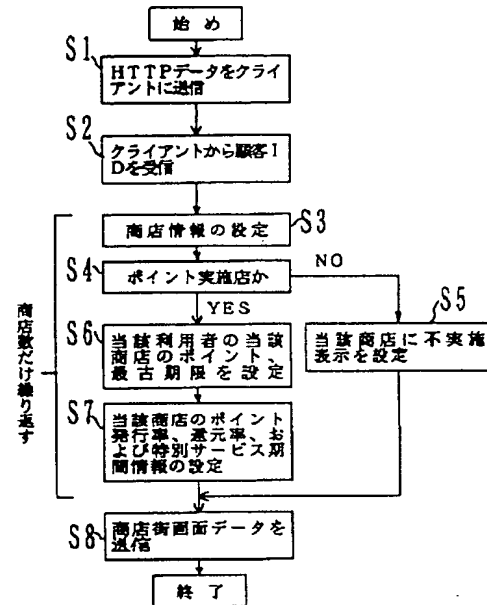 始め
S1
HTTPデータをクライ
アントに送信
S2
クライアントから顧客I
Dを受信
商店情報の設定
S3
S4
ポイント実施店か
NO
YES
S5
当該商店に不実施
表示を設定
S6
当該利用者の当該
商店のポイント、
最古期限を設定
S7
当該商店のポイント
発行率、還元率、お
よび特別サービス期
間情報の設定
商店数だけ繰り返す
S8
商店街画面データを
送信
終了